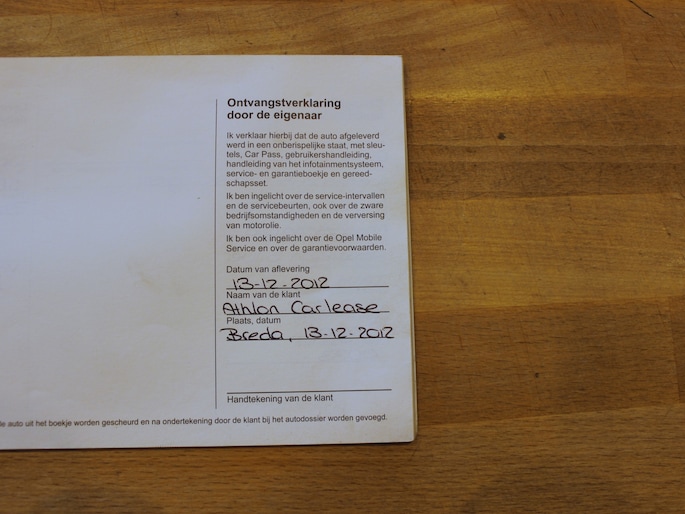 Ontvangstverklaring
door de eigenaar
Ik verklaar hierbij dat de auto afgeleverd
werd in een onberispelijke staat, met sleu-
tels, Car Pass, gebruikershandleiding,
handleiding van het infotainmentsysteem,
service- en garantieboekje en gereed-
schapsset.
Ik ben ingelicht over de service-intervallen
en de servicebeurten, ook over de zware
bedrijfsomstandigheden en de verversing
van motorolie.
Ik ben ook ingelicht over de Opel Mobile
Service en over de garantievoorwaarden.
Datum van aflevering
13-12-2012
Naam van de klant
Athlon Carlease
Plaats, datum
Breda, 13-12-2012
Handtekening van de klant
de auto uit het boekje worden gescheurd en na ondertekening door de klant bij het autodossier worden gevoegd.